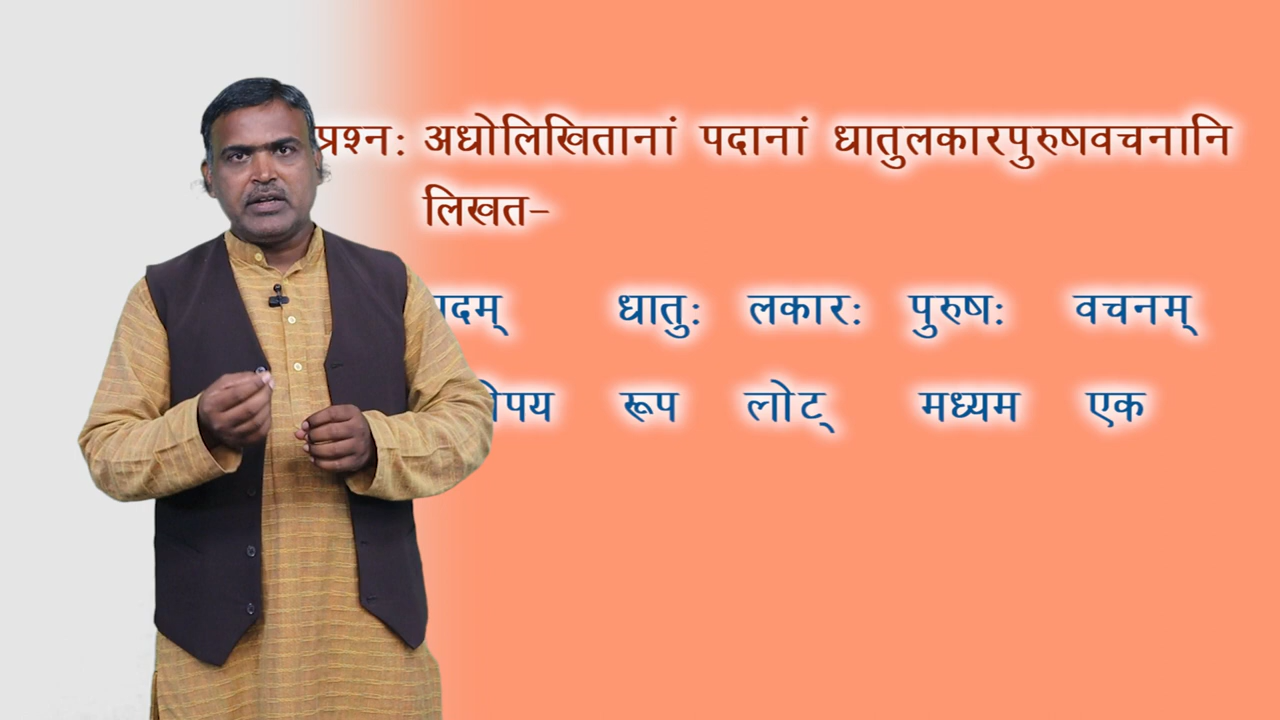 प्रश्न: अधोलिखितानां पदानां धातुलकारपुरुषवचनानि
लिखत-
धातु: लकार: पुरुष: वचनम्
रूप लोट् मध्यम एक